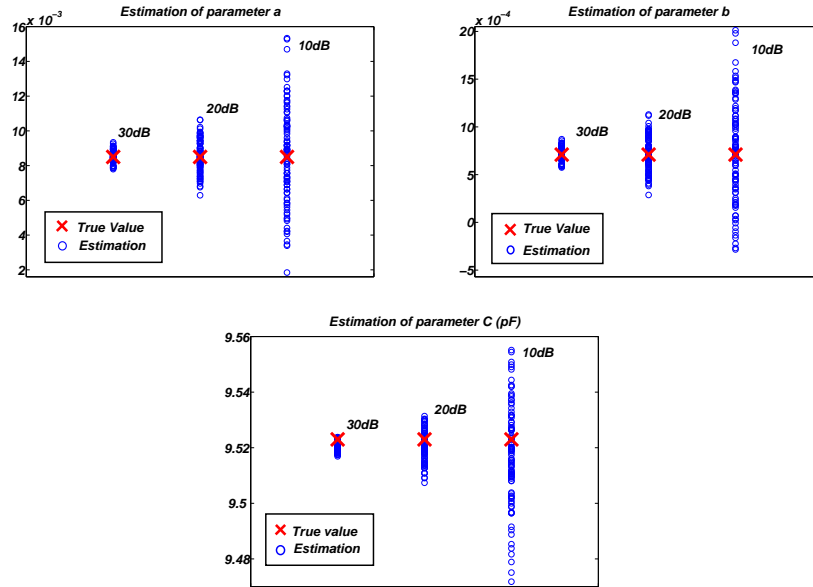 Estimation of parameter a
x 10⁻³
16
14
12
10
8
6
4
2
30dB
20dB
10dB
True Value
Estimation
Estimation of parameter b
x 10⁻⁴
20
15
10
5
0
−5
30dB
20dB
10dB
True Value
Estimation
Estimation of parameter C (pF)
9.56
9.54
9.52
9.5
9.48
30dB
20dB
10dB
True value
Estimation